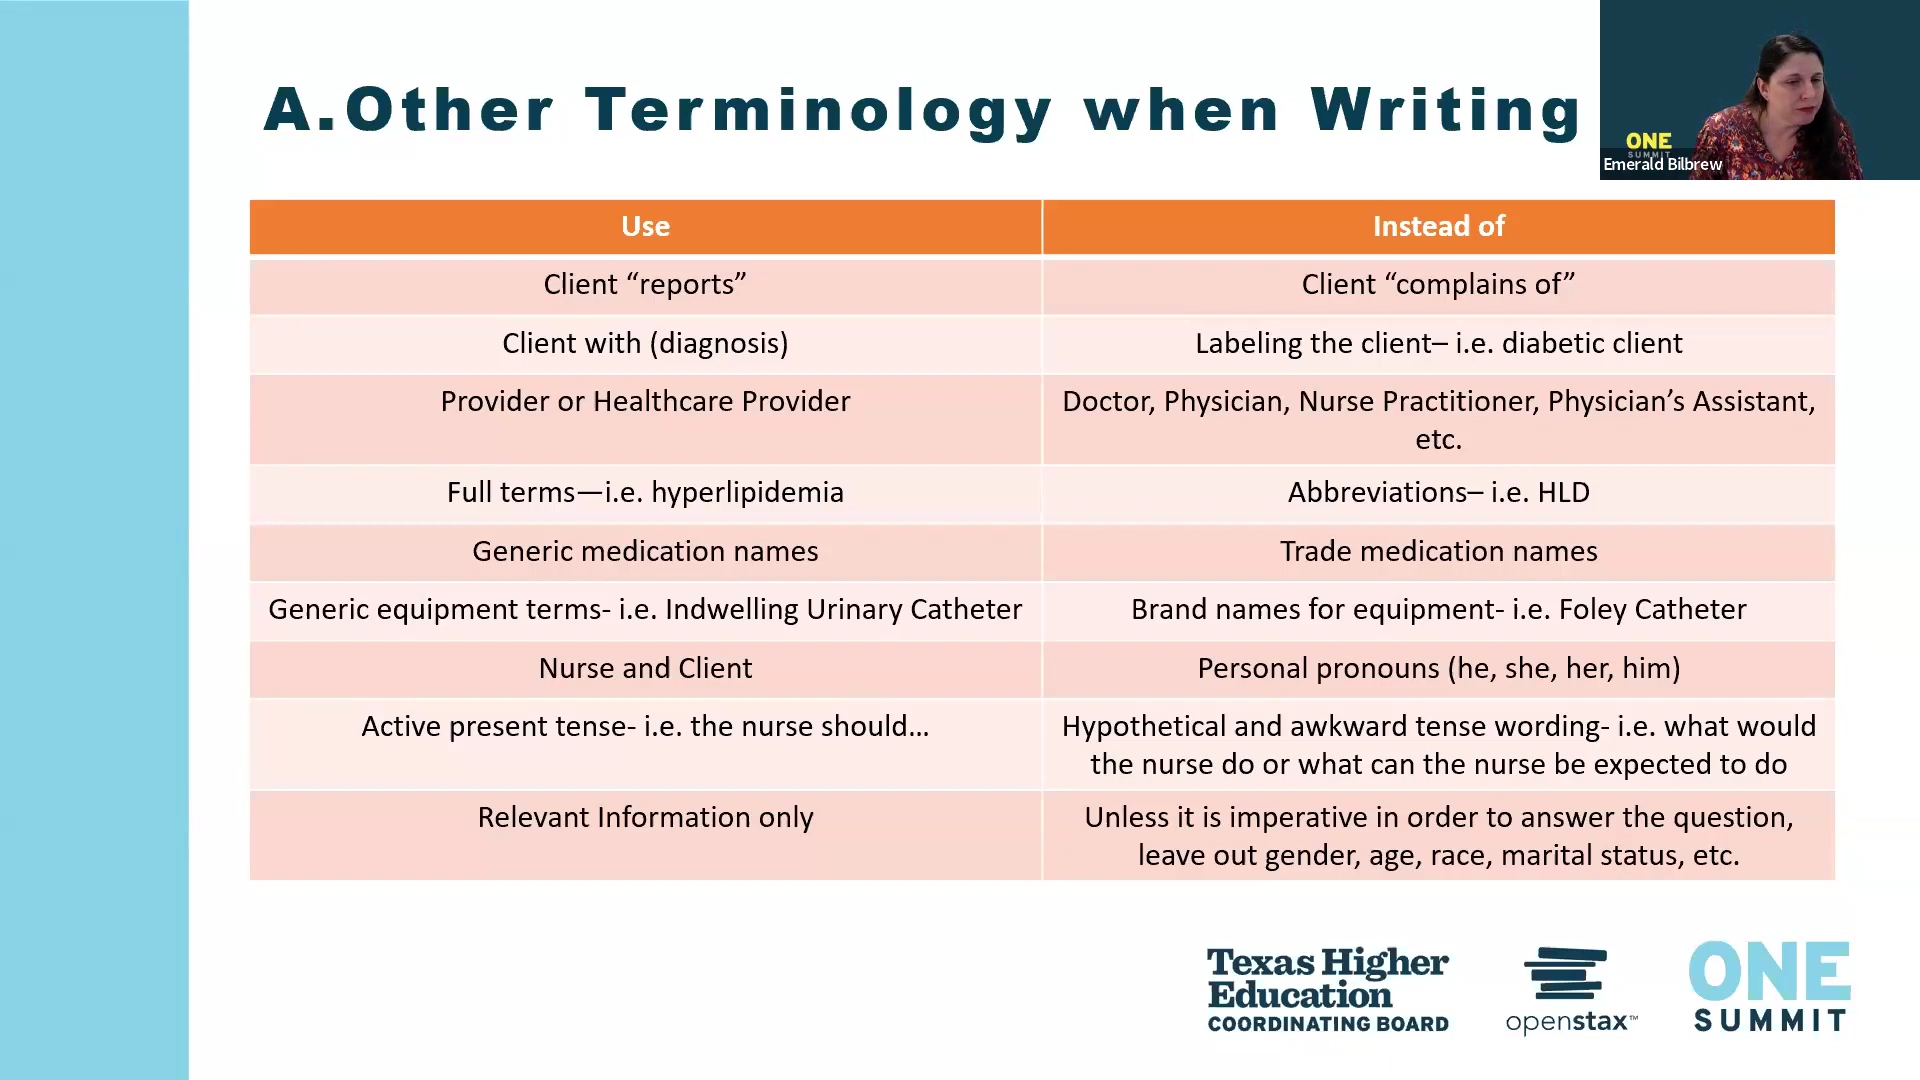 A.Other Terminology when Writing
ONE
SUMMIT
Emerald Bilbrew
Use
Instead of
Client “reports”
Client “complains of”
Client with (diagnosis)
Labeling the client– i.e. diabetic client
Provider or Healthcare Provider
Doctor, Physician, Nurse Practitioner, Physician’s Assistant,
etc.
Full terms—i.e. hyperlipidemia
Abbreviations– i.e. HLD
Generic medication names
Trade medication names
Generic equipment terms- i.e. Indwelling Urinary Catheter
Brand names for equipment- i.e. Foley Catheter
Nurse and Client
Personal pronouns (he, she, her, him)
Active present tense- i.e. the nurse should...
Hypothetical and awkward tense wording- i.e. what would
the nurse do or what can the nurse be expected to do
Relevant Information only
Unless it is imperative in order to answer the question,
leave out gender, age, race, marital status, etc.
Texas Higher
Education
COORDINATING BOARD
openstax™
ONE
SUMMIT